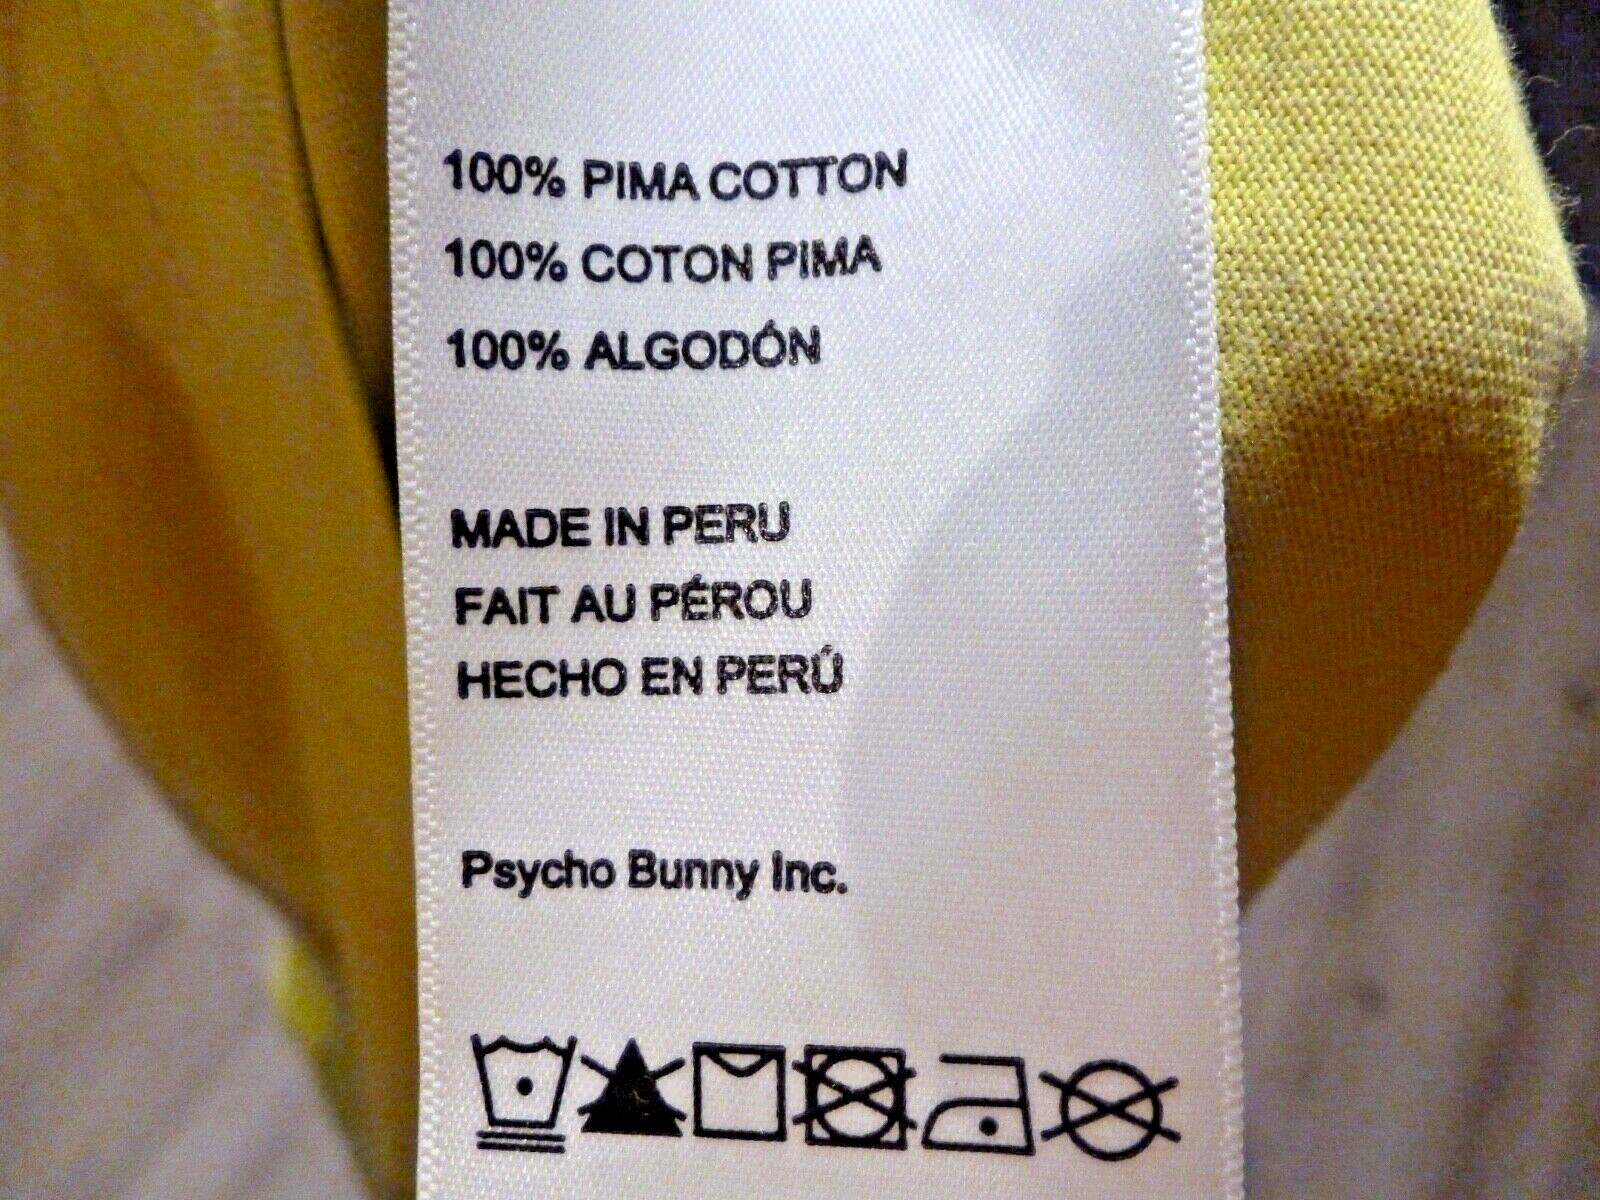 100% PIMA COTTON
100% COTON PIMA
100% ALGODÓN
MADE IN PERU
FAIT AU PÉROU
HECHO EN PERÚ
Psycho Bunny Inc.